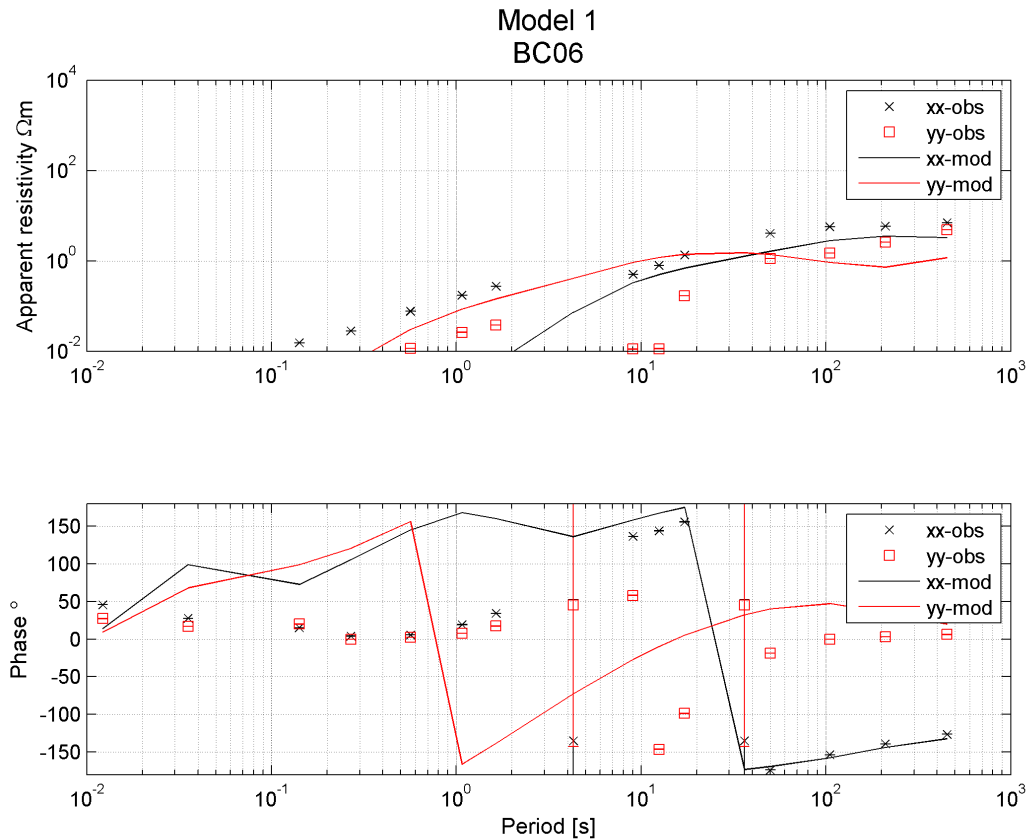 Model 1
BC06
Apparent resistivity Ωm
10^4
10^2
10^0
10^-2
10^-2
10^-1
10^0
10^1
10^2
10^3
xx-obs
yy-obs
xx-mod
yy-mod
Phase °
150
100
50
0
-50
-100
-150
10^-2
10^-1
10^0
10^1
10^2
10^3
Period [s]
xx-obs
yy-obs
xx-mod
yy-mod